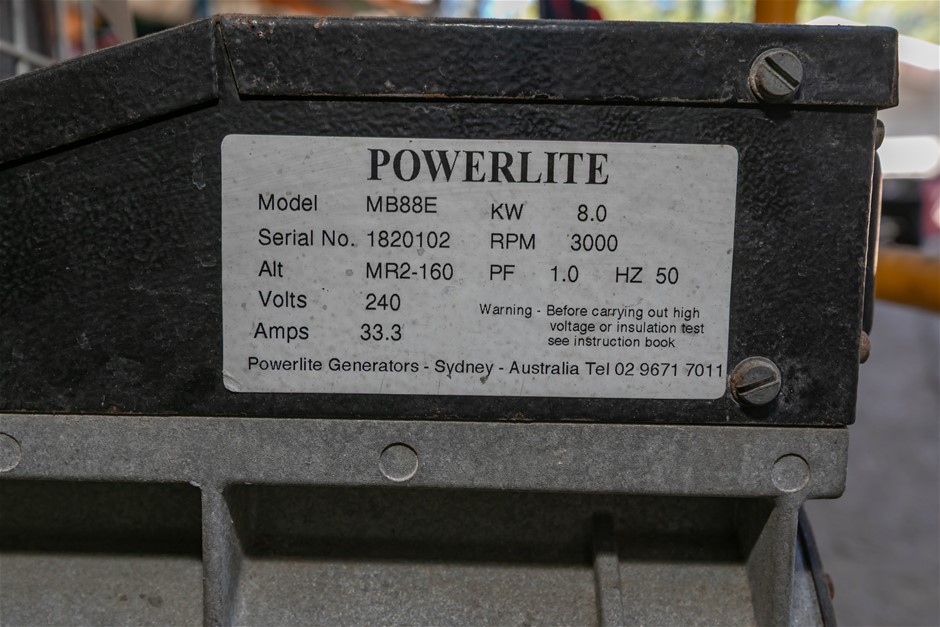 POWERLITE
Model MB88E KW 8.0
Serial No. 1820102 RPM 3000
Alt MR2-160 PF 1.0 HZ 50
Volts 240
Amps 33.3
Warning - Before carrying out high
voltage or insulation test
see instruction book
Powerlite Generators - Sydney - Australia Tel 02 9671 7011